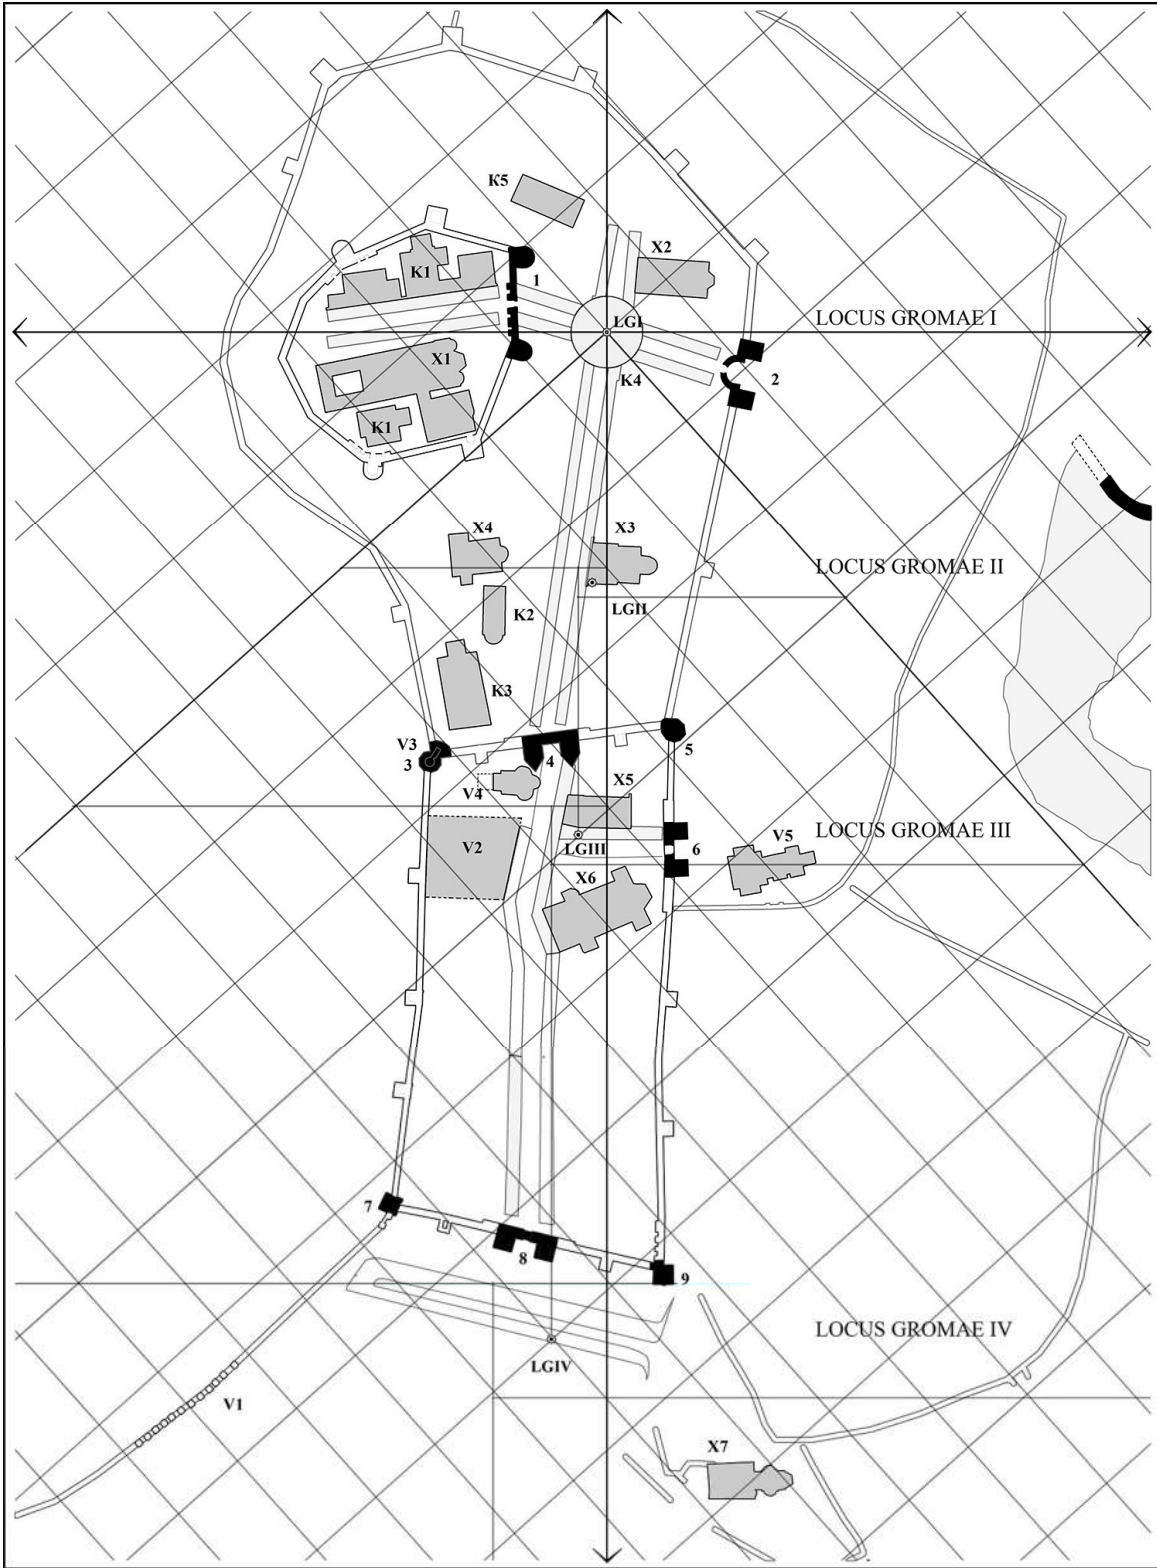 K5
X2
K1
1
LGI
LOCUS GROMAE I
X1
K4
2
K1
X4
X3
LOCUS GROMAE II
K2
LGII
K3
V3
3
4
5
V4
X5
LOCUS GROMAE III
V2
LGIII
6
V5
X6
7
8
9
LOCUS GROMAE IV
LGIV
V1
X7